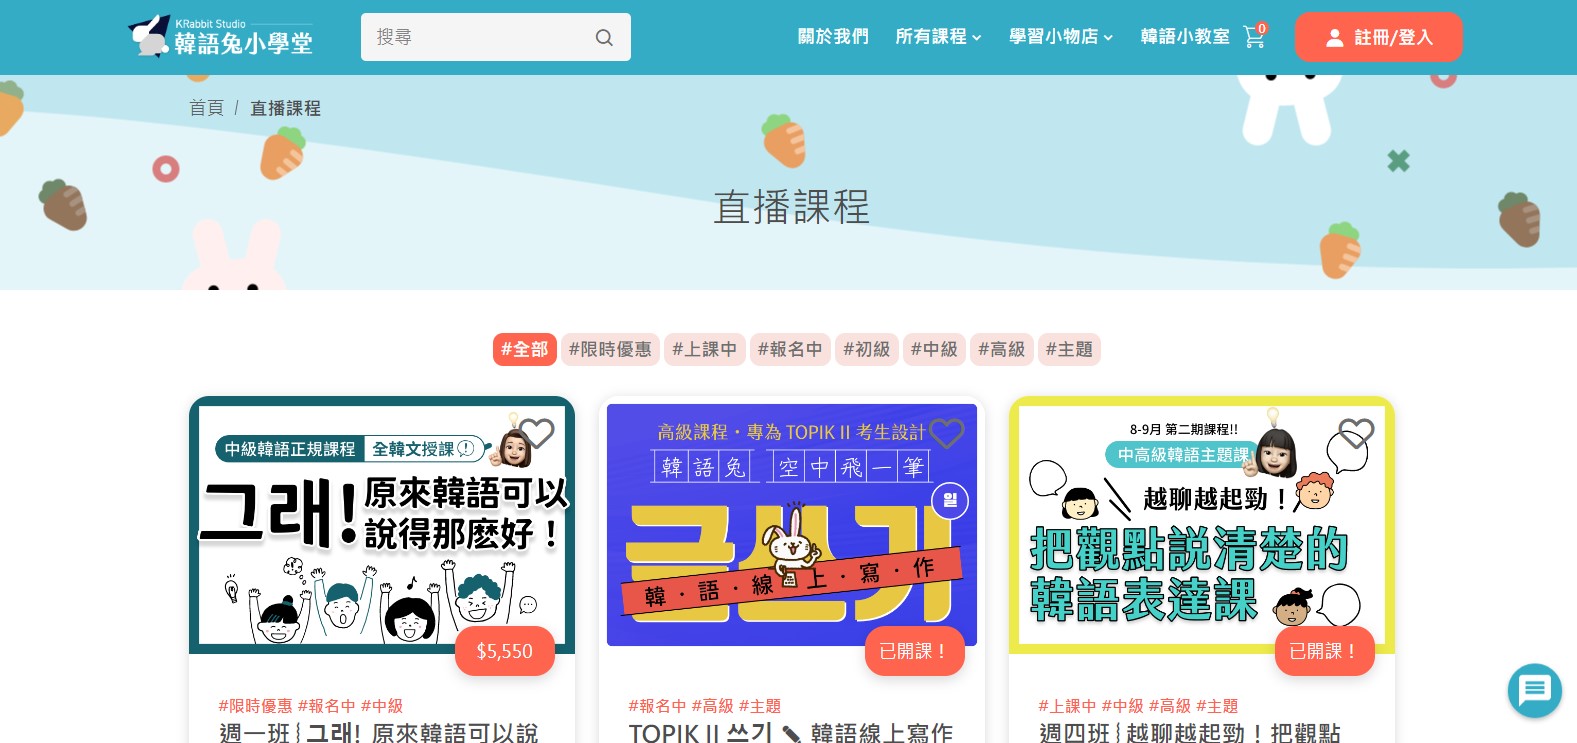 KRabbit Studio
韓語兔小學堂
搜尋
關於我們
所有課程
學習小物店
韓語小教室
0
註冊/登入
首頁 / 直播課程
直播課程
#全部
#限時優惠
#上課中
#報名中
#初級
#中級
#高級
#主題
中級韓語正規課程 全韓文授課
그래!
原來韓語可以
說得那麼好！
$5,550
#限時優惠 #報名中 #中級
週一班⌇그래! 原來韓語可以說
高級課程・專為 TOPIK II 考生設計
韓語兔 空中飛一筆
일
글쓰기
韓・語・線・上・寫・作
已開課！
#報名中 #高級 #主題
TOPIK II 쓰기 ✎ 韓語線上寫作
8-9月 第二期課程!!
中高級韓語主題課
越聊越起勁！
把觀點説清楚的
韓語表達課
已開課！
#上課中 #中級 #高級 #主題
週四班⌇越聊越起勁！把觀點